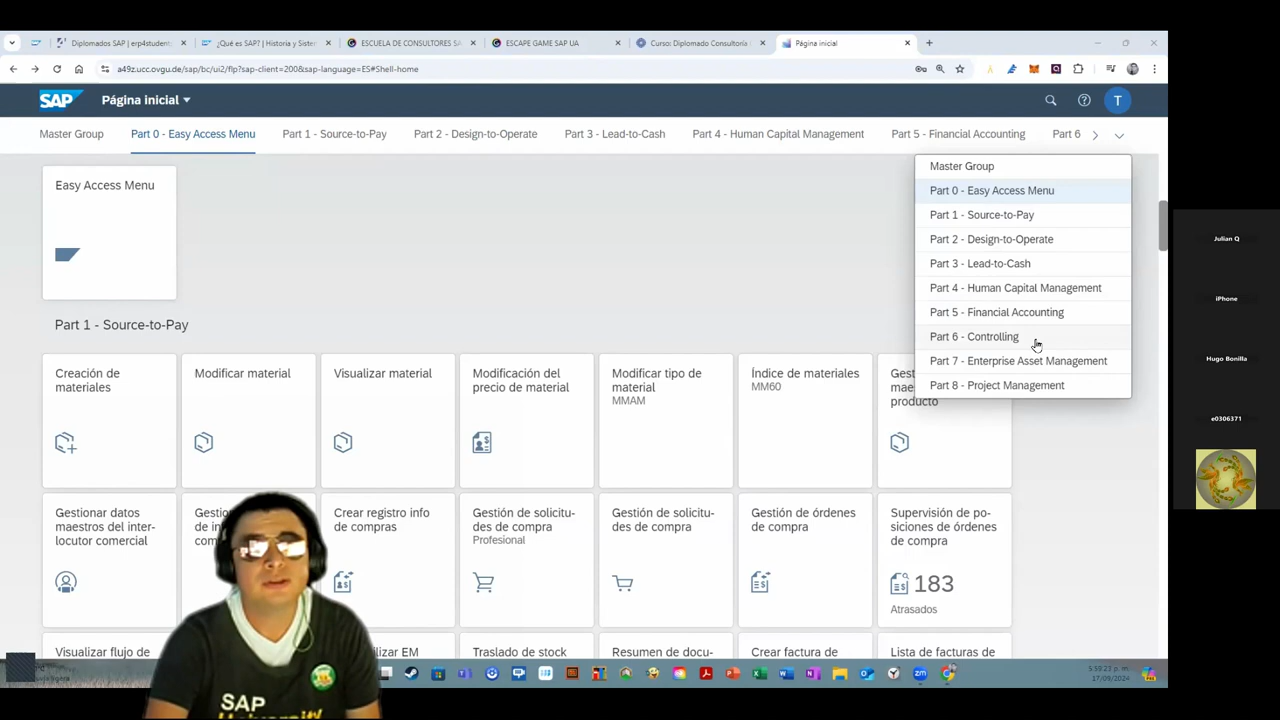 Diplomados SAP | erp4student
¿Qué es SAP? | Historia y Sistem
ESCUELA DE CONSULTORES SA
ESCAPE GAME SAP UA
Curso: Diplomado Consultoría
Página inicial
a49z.ucc.ovgu.de/sap/bc/ui2/flp?sap-client=200&sap-language=ES#Shell-home
SAP
Página inicial
T
Master Group
Part 0 - Easy Access Menu
Part 1 - Source-to-Pay
Part 2 - Design-to-Operate
Part 3 - Lead-to-Cash
Part 4 - Human Capital Management
Part 5 - Financial Accounting
Part 6
Easy Access Menu
Master Group
Part 0 - Easy Access Menu
Part 1 - Source-to-Pay
Part 2 - Design-to-Operate
Part 3 - Lead-to-Cash
Part 4 - Human Capital Management
Part 5 - Financial Accounting
Part 6 - Controlling
Part 7 - Enterprise Asset Management
Part 8 - Project Management
Part 1 - Source-to-Pay
Creación de
materiales
Modificar material
Visualizar material
Modificación del
precio de material
Modificar tipo de
material
MMAM
Índice de materiales
MM60
Gest
mae
producto
Gestionar datos
maestros del inter-
locutor comercial
Crear registro info
de compras
Gestión de solicitu-
des de compra
Profesional
Gestión de solicitu-
des de compra
Gestión de órdenes
de compra
Supervisión de po-
siciones de órdenes
de compra
183
Atrasados
Visualizar flujo de
Traslado de stock
Resumen de docu-
Crear factura de
Lista de facturas de
17/09/2024
SAP
University
Julian Q
iPhone
Hugo Bonilla
e0306371